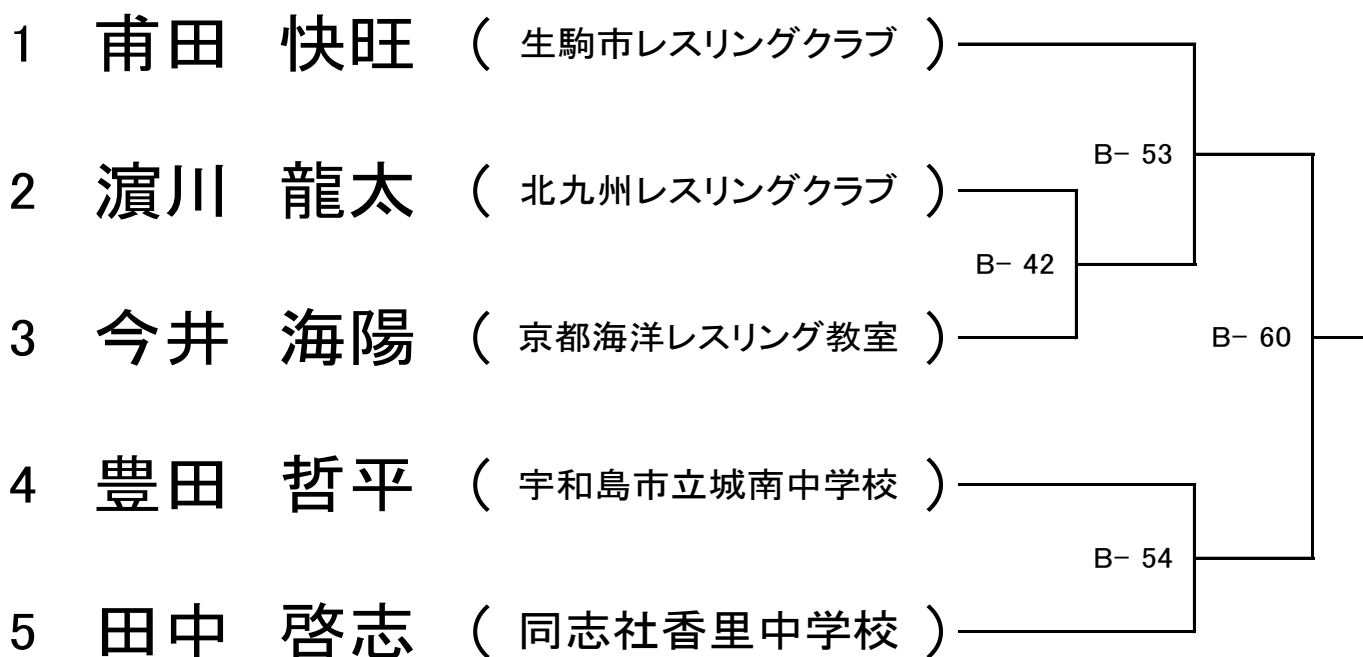 1 甫田 快旺 ( 生駒市レスリングクラブ )
B- 53
2 濵川 龍太 ( 北九州レスリングクラブ )
B- 42
3 今井 海陽 ( 京都海洋レスリング教室 )
B- 60
4 豊田 哲平 ( 宇和島市立城南中学校 )
B- 54
5 田中 啓志 ( 同志社香里中学校 )